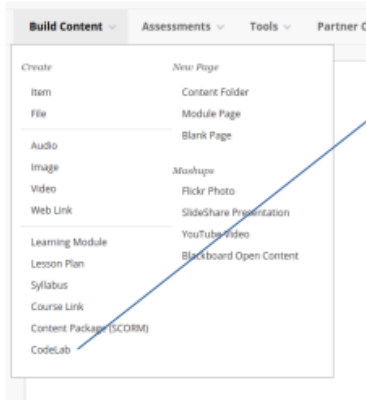 Build Content Assessments Tools Partner
Create
Item
File
Audio
Image
Video
Web Link
Learning Module
Lesson Plan
Syllabus
Course Link
Content Package (SCORM)
CodeLab
New Page
Content Folder
Module Page
Blank Page
Mashups
Flickr Photo
SlideShare Presentation
YouTube Video
Blackboard Open Content